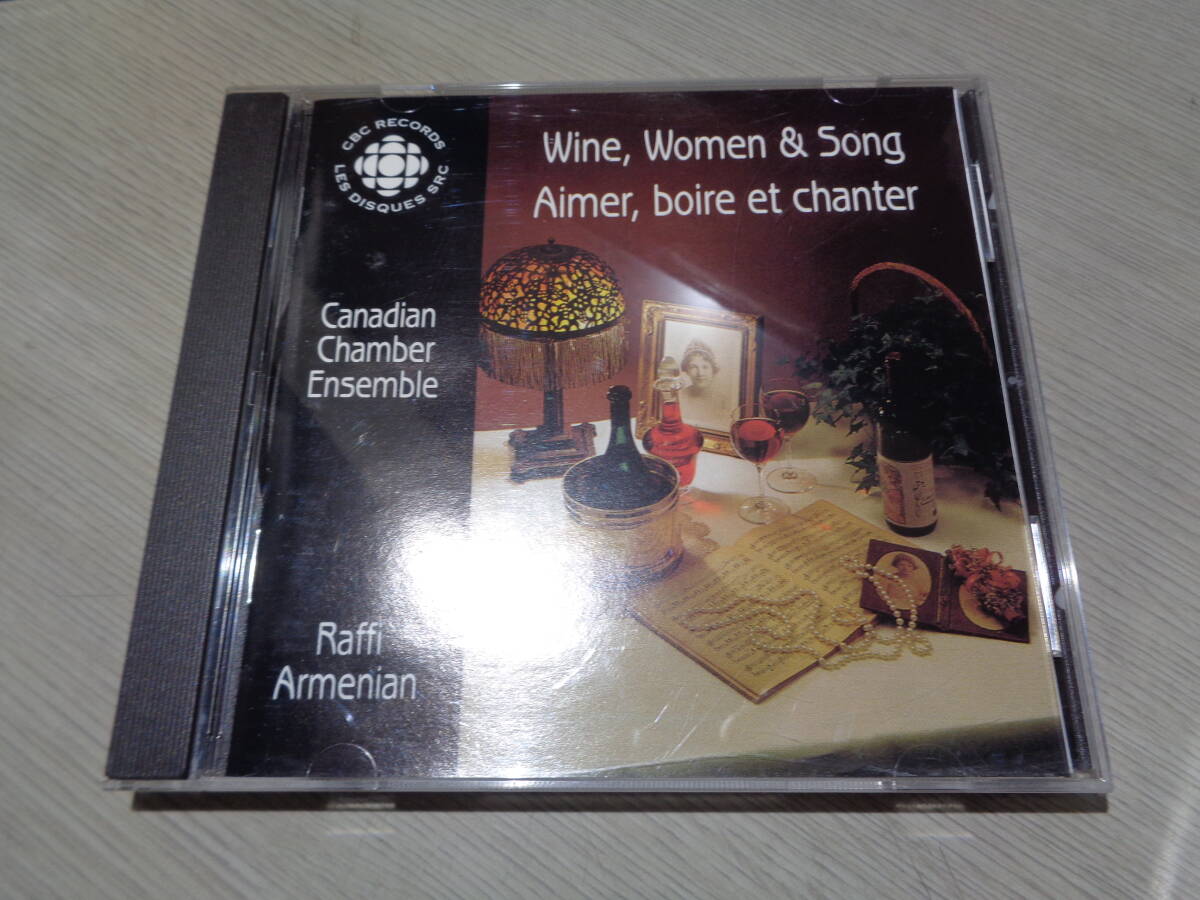 CBC RECORDS
LES DISQUES SRC
Wine, Women & Song
Aimer, boire et chanter
Canadian
Chamber
Ensemble
Raffi
Armenian